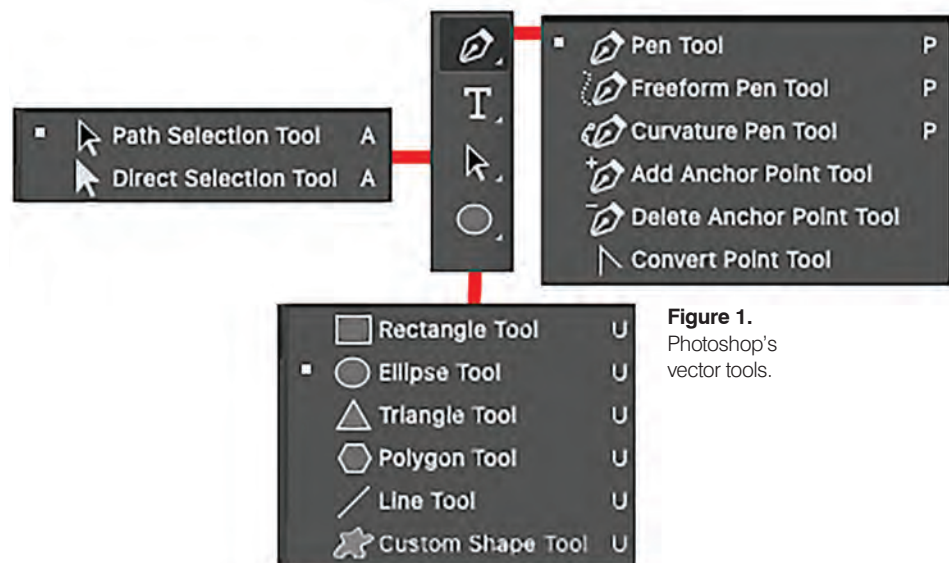 Path Selection Tool A
Direct Selection Tool A
T
Pen Tool P
Freeform Pen Tool P
Curvature Pen Tool P
Add Anchor Point Tool
Delete Anchor Point Tool
Convert Point Tool
Rectangle Tool U
Ellipse Tool U
Triangle Tool U
Polygon Tool U
Line Tool U
Custom Shape Tool U
Figure 1.
Photoshop's
vector tools.